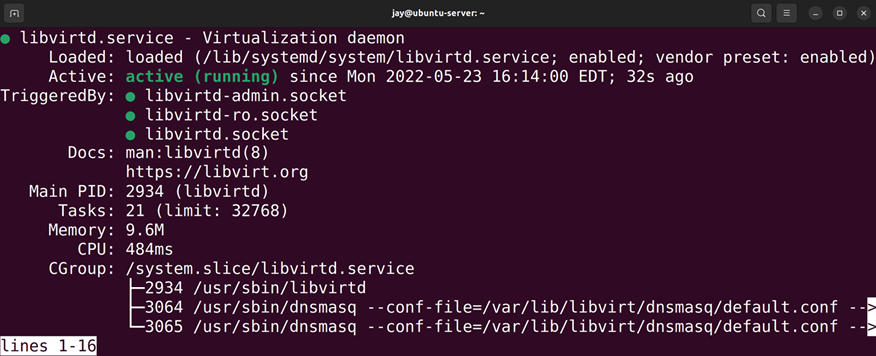 jay@ubuntu-server: ~
● libvirtd.service - Virtualization daemon
     Loaded: loaded (/lib/systemd/system/libvirtd.service; enabled; vendor preset: enabled)
     Active: active (running) since Mon 2022-05-23 16:14:00 EDT; 32s ago
TriggeredBy: ● libvirtd-admin.socket
             ● libvirtd-ro.socket
             ● libvirtd.socket
       Docs: man:libvirtd(8)
             https://libvirt.org
   Main PID: 2934 (libvirtd)
      Tasks: 21 (limit: 32768)
     Memory: 9.6M
        CPU: 484ms
     CGroup: /system.slice/libvirtd.service
             ├─2934 /usr/sbin/libvirtd
             ├─3064 /usr/sbin/dnsmasq --conf-file=/var/lib/libvirt/dnsmasq/default.conf -->
             └─3065 /usr/sbin/dnsmasq --conf-file=/var/lib/libvirt/dnsmasq/default.conf -->
lines 1-16